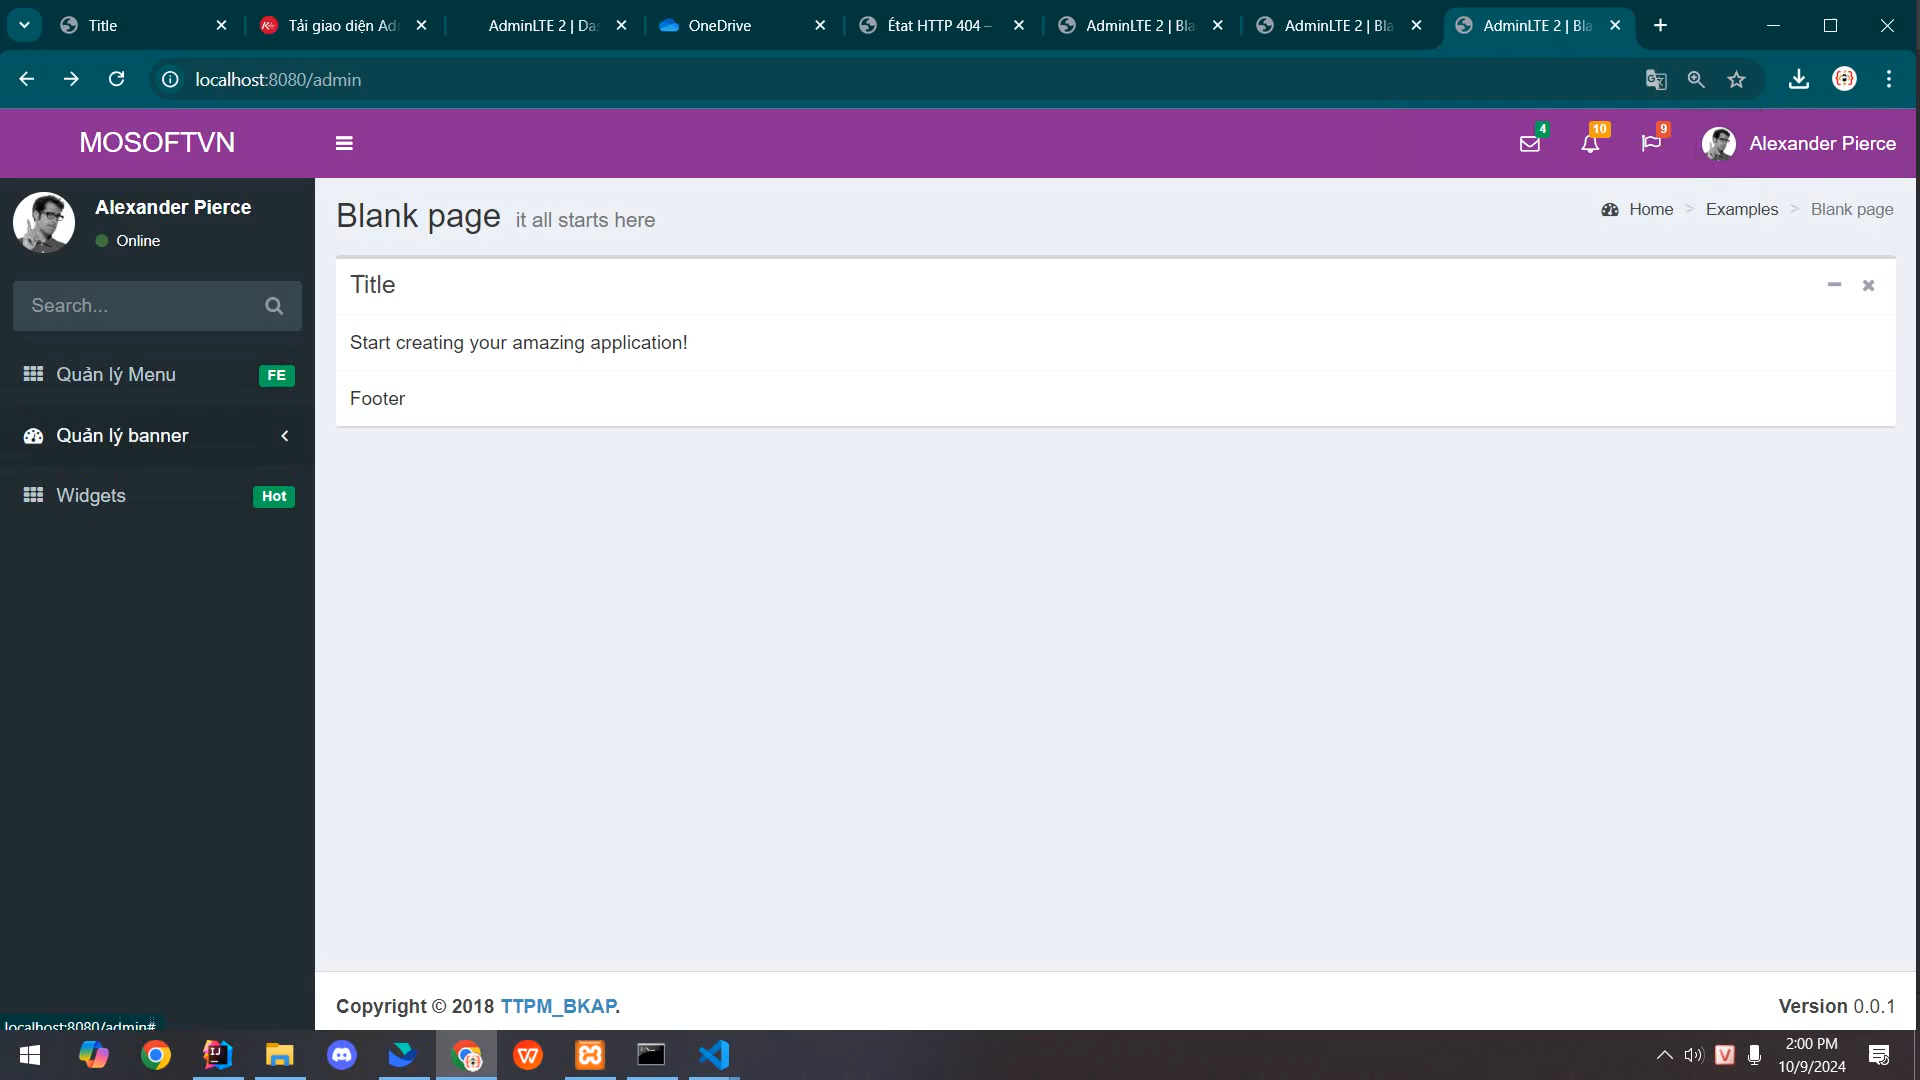 Title
Tải giao diện Ad
AdminLTE 2 | Da
OneDrive
État HTTP 404 –
AdminLTE 2 | Bla
AdminLTE 2 | Bla
AdminLTE 2 | Bla
localhost:8080/admin
MOSOFTVN
4
10
9
Alexander Pierce
Alexander Pierce
Online
Search...
Quản lý Menu
FE
Quản lý banner
Widgets
Hot
Blank page it all starts here
Home > Examples > Blank page
Title
Start creating your amazing application!
Footer
Copyright © 2018 TTPM_BKAP.
Version 0.0.1
localhost:8080/admin#
2:00 PM
10/9/2024